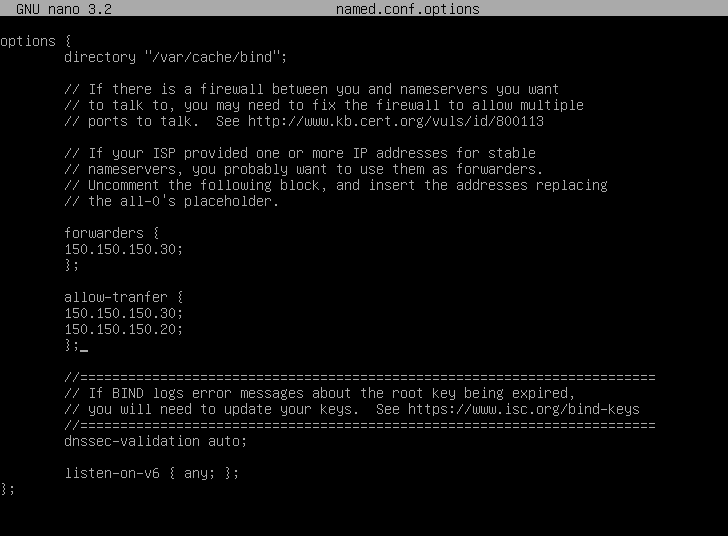 GNU nano 3.2 named.conf.options
options {
directory "/var/cache/bind";
// If there is a firewall between you and nameservers you want
// to talk to, you may need to fix the firewall to allow multiple
// ports to talk.  See http://www.kb.cert.org/vuls/id/800113
// If your ISP provided one or more IP addresses for stable
// nameservers, you probably want to use them as forwarders.
// Uncomment the following block, and insert the addresses replacing
// the all-0's placeholder.
forwarders {
150.150.150.30;
};
allow-tranfer {
150.150.150.30;
150.150.150.20;
};_
//========================================================================
// If BIND logs error messages about the root key being expired,
// you will need to update your keys.  See https://www.isc.org/bind-keys
//========================================================================
dnssec-validation auto;
listen-on-v6 { any; };
};